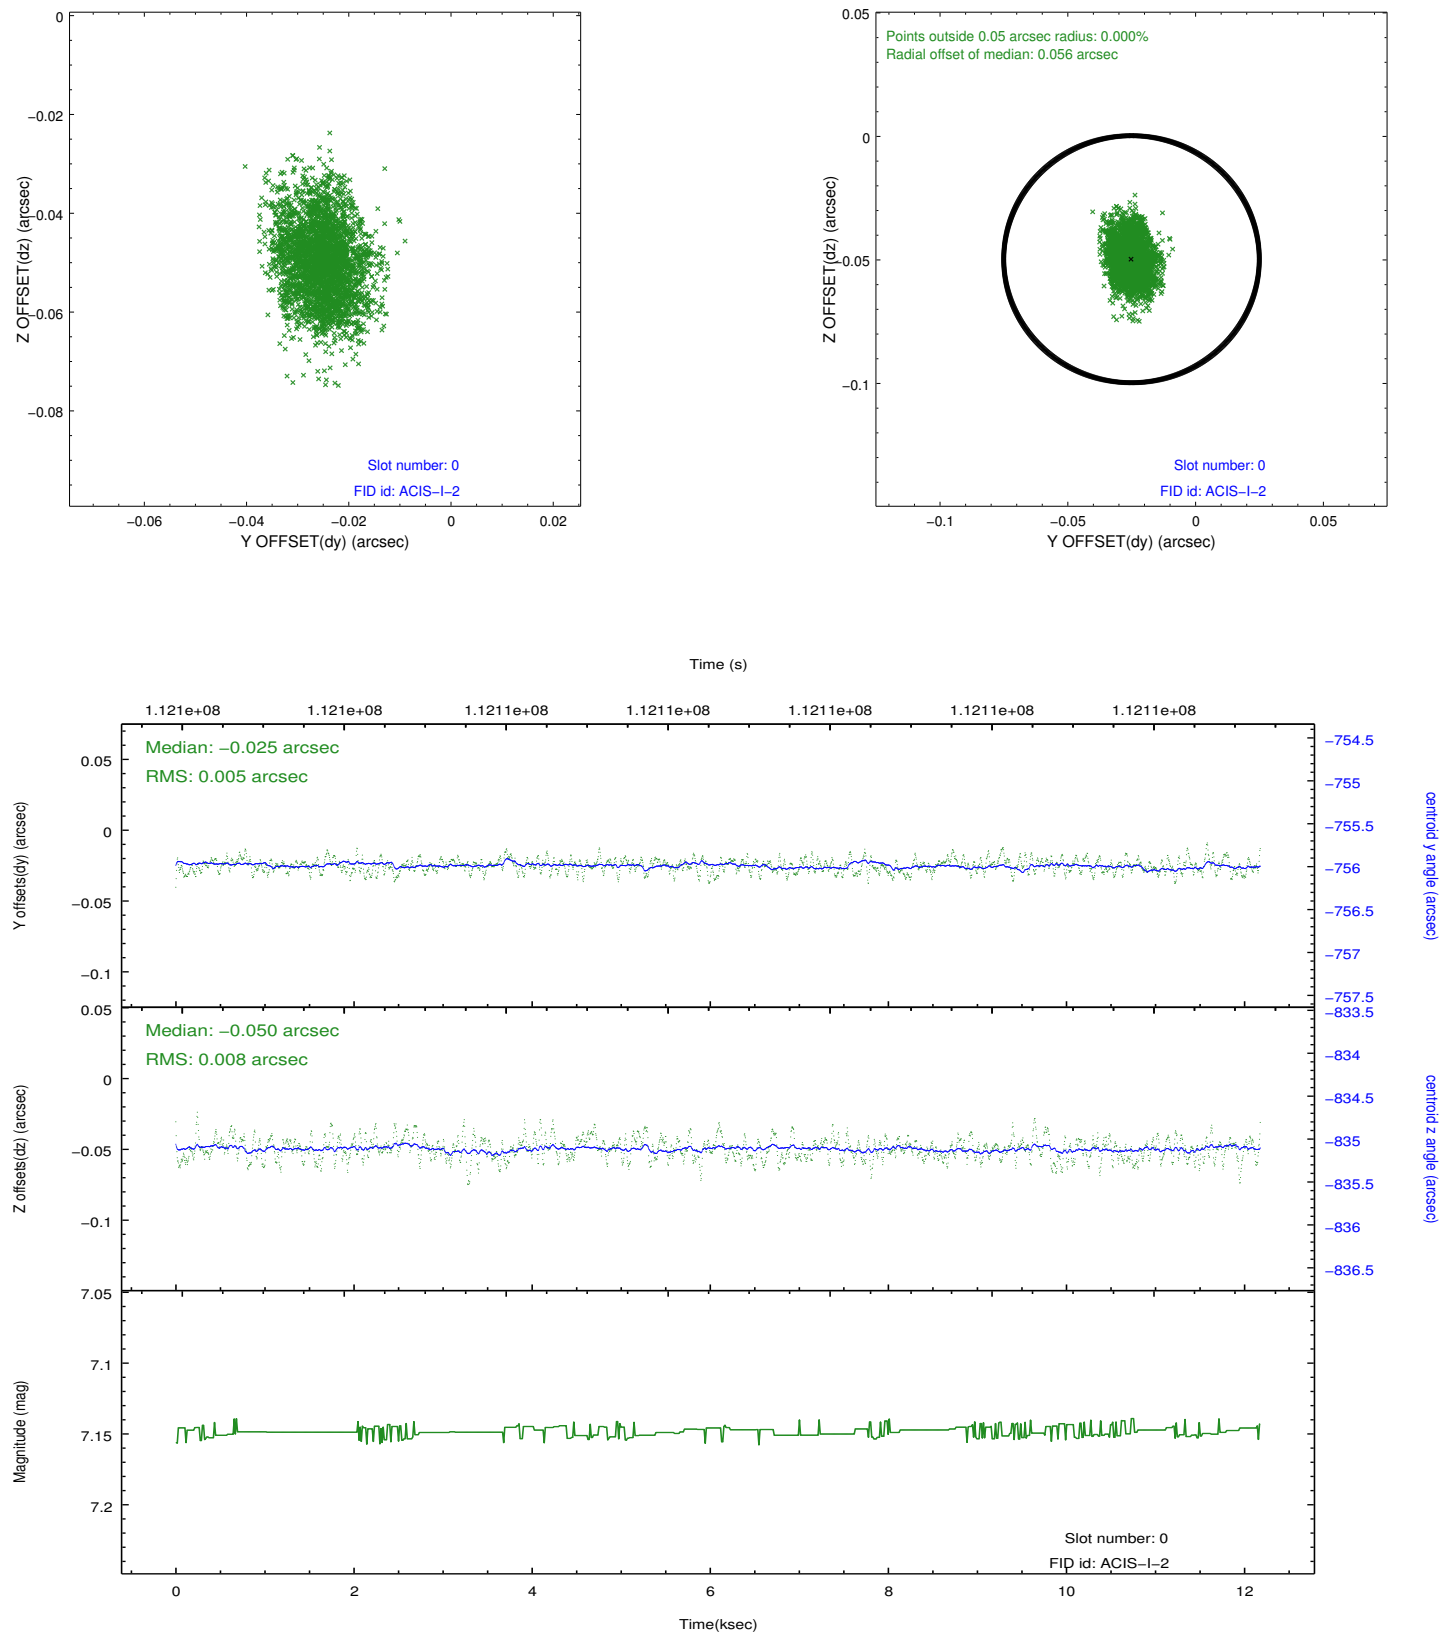 0
−0.02
−0.04
−0.06
−0.08
Z OFFSET(dz) (arcsec)
Slot number: 0
FID id: ACIS−I−2
−0.06
−0.04
−0.02
0
0.02
Y OFFSET(dy) (arcsec)
0.05
0
−0.05
−0.1
Z OFFSET(dz) (arcsec)
Points outside 0.05 arcsec radius: 0.000%
Radial offset of median: 0.056 arcsec
Slot number: 0
FID id: ACIS−I−2
−0.1
−0.05
0
0.05
Y OFFSET(dy) (arcsec)
Time (s)
1.121e+08
1.121e+08
1.1211e+08
1.1211e+08
1.1211e+08
1.1211e+08
1.1211e+08
Median: −0.025 arcsec
RMS: 0.005 arcsec
0.05
0
−0.05
−0.1
Y offsets(dy) (arcsec)
−754.5
−755
−755.5
−756
−756.5
−757
−757.5
centroid y angle (arcsec)
Median: −0.050 arcsec
RMS: 0.008 arcsec
0.05
0
−0.05
−0.1
Z offsets(dz) (arcsec)
−833.5
−834
−834.5
−835
−835.5
−836
−836.5
centroid z angle (arcsec)
7.05
7.1
7.15
7.2
Magnitude (mag)
Slot number: 0
FID id: ACIS−I−2
0
2
4
6
8
10
12
Time(ksec)